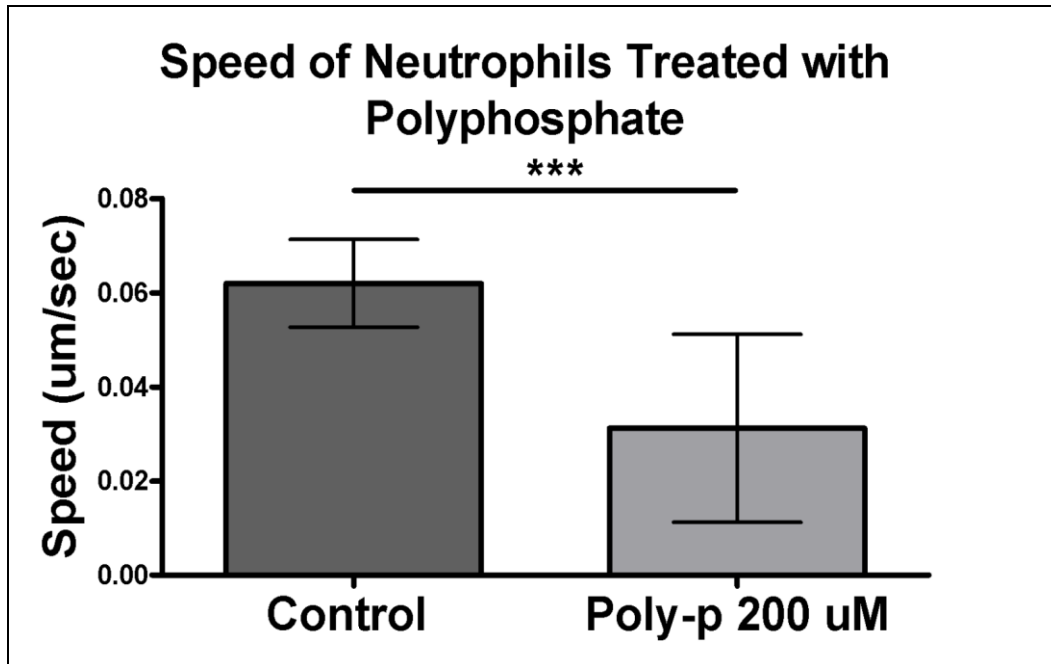 Speed of Neutrophils Treated with
Polyphosphate
***
Speed (um/sec)
0.08
0.06
0.04
0.02
0.00
Control
Poly-p 200 uM